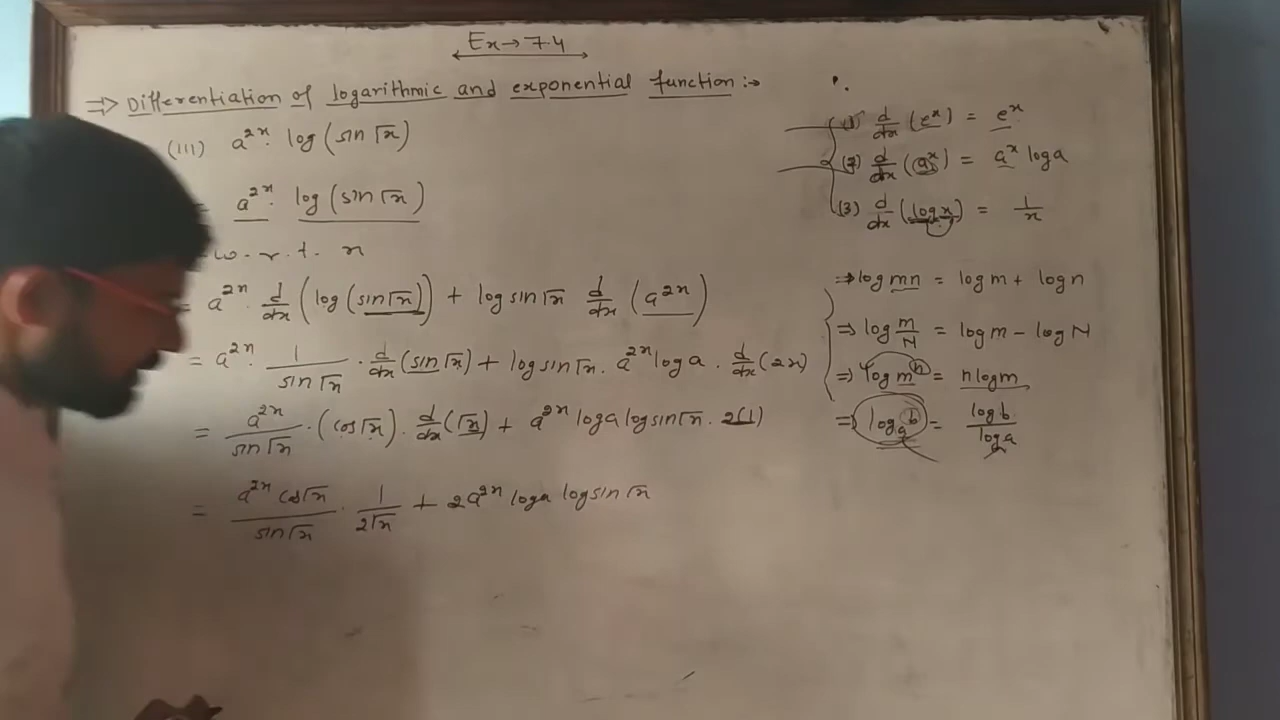 Ex→7.4
⇒ Differentiation of logarithmic and exponential function :→
(III) a^2x · log (sin √x)
= a^2x · log (sin √x)
w.r.t. x
= a^2x · d/dx (log (sin √x)) + log sin √x d/dx (a^2x)
= a^2x · 1/sin √x · d/dx (sin √x) + log sin √x · a^2x log a · d/dx (2x)
= a^2x/sin √x · (cos √x) · d/dx (√x) + a^2x log a log sin √x · 2(1)
= a^2x cos √x/sin √x · 1/2√x + 2a^2x log a log sin √x
(1) d/dx (e^x) = e^x
(2) d/dx (a^x) = a^x log a
(3) d/dx (log x) = 1/x
⇒ log mn = log m + log n
⇒ log m/N = log m − log N
⇒ log m^n = n log m
⇒ log_a b = log b/log a